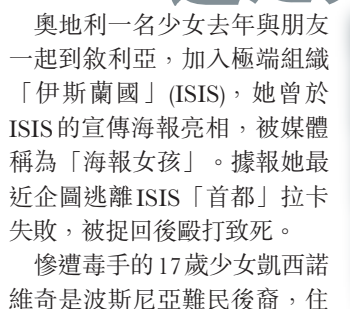 奧地利一名少女去年與朋友
一起到敘利亞，加入極端組織
「伊斯蘭國」(ISIS)，她曾於
ISIS的宣傳海報亮相，被媒體
稱為「海報女孩」。據報她最
近企圖逃離ISIS「首都」拉卡
失敗，被捉回後毆打致死。
慘遭毒手的17歲少女凱西諾
維奇是波斯尼亞難民後裔，住